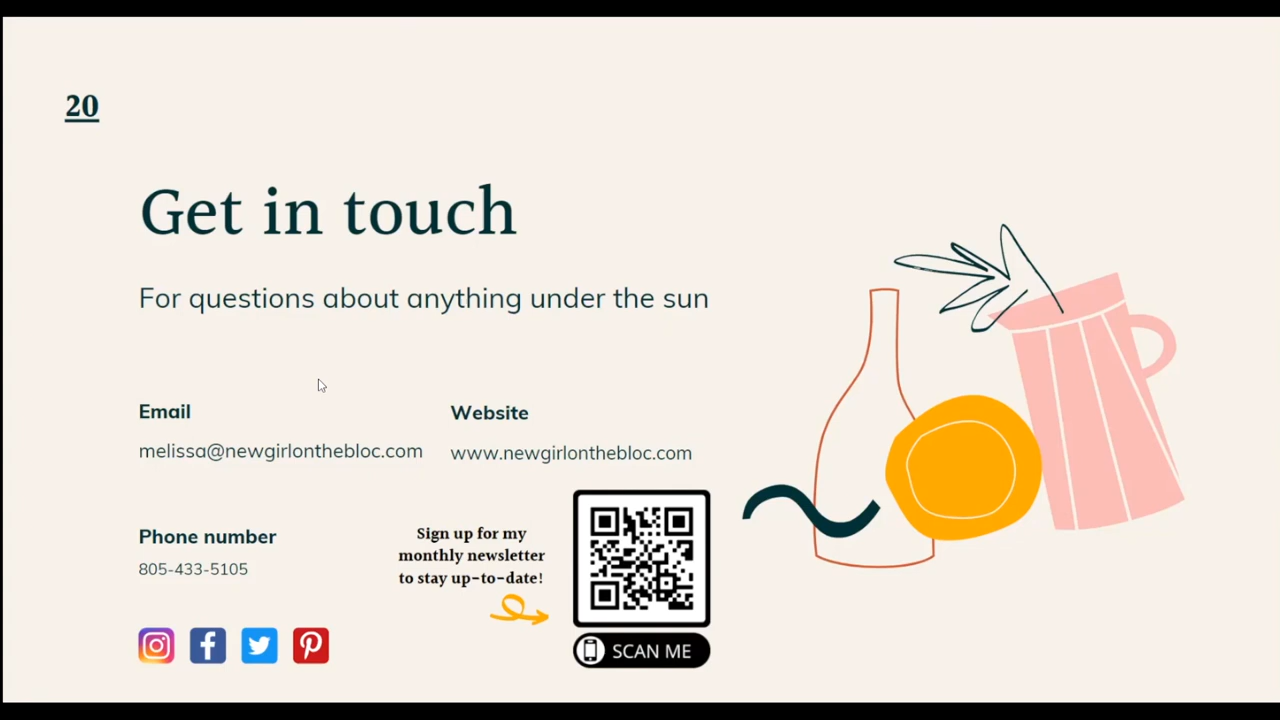 20
Get in touch
For questions about anything under the sun
Email
melissa@newgirlonthebloc.com
Website
www.newgirlonthebloc.com
Phone number
805-433-5105
Sign up for my
monthly newsletter
to stay up-to-date!
SCAN ME